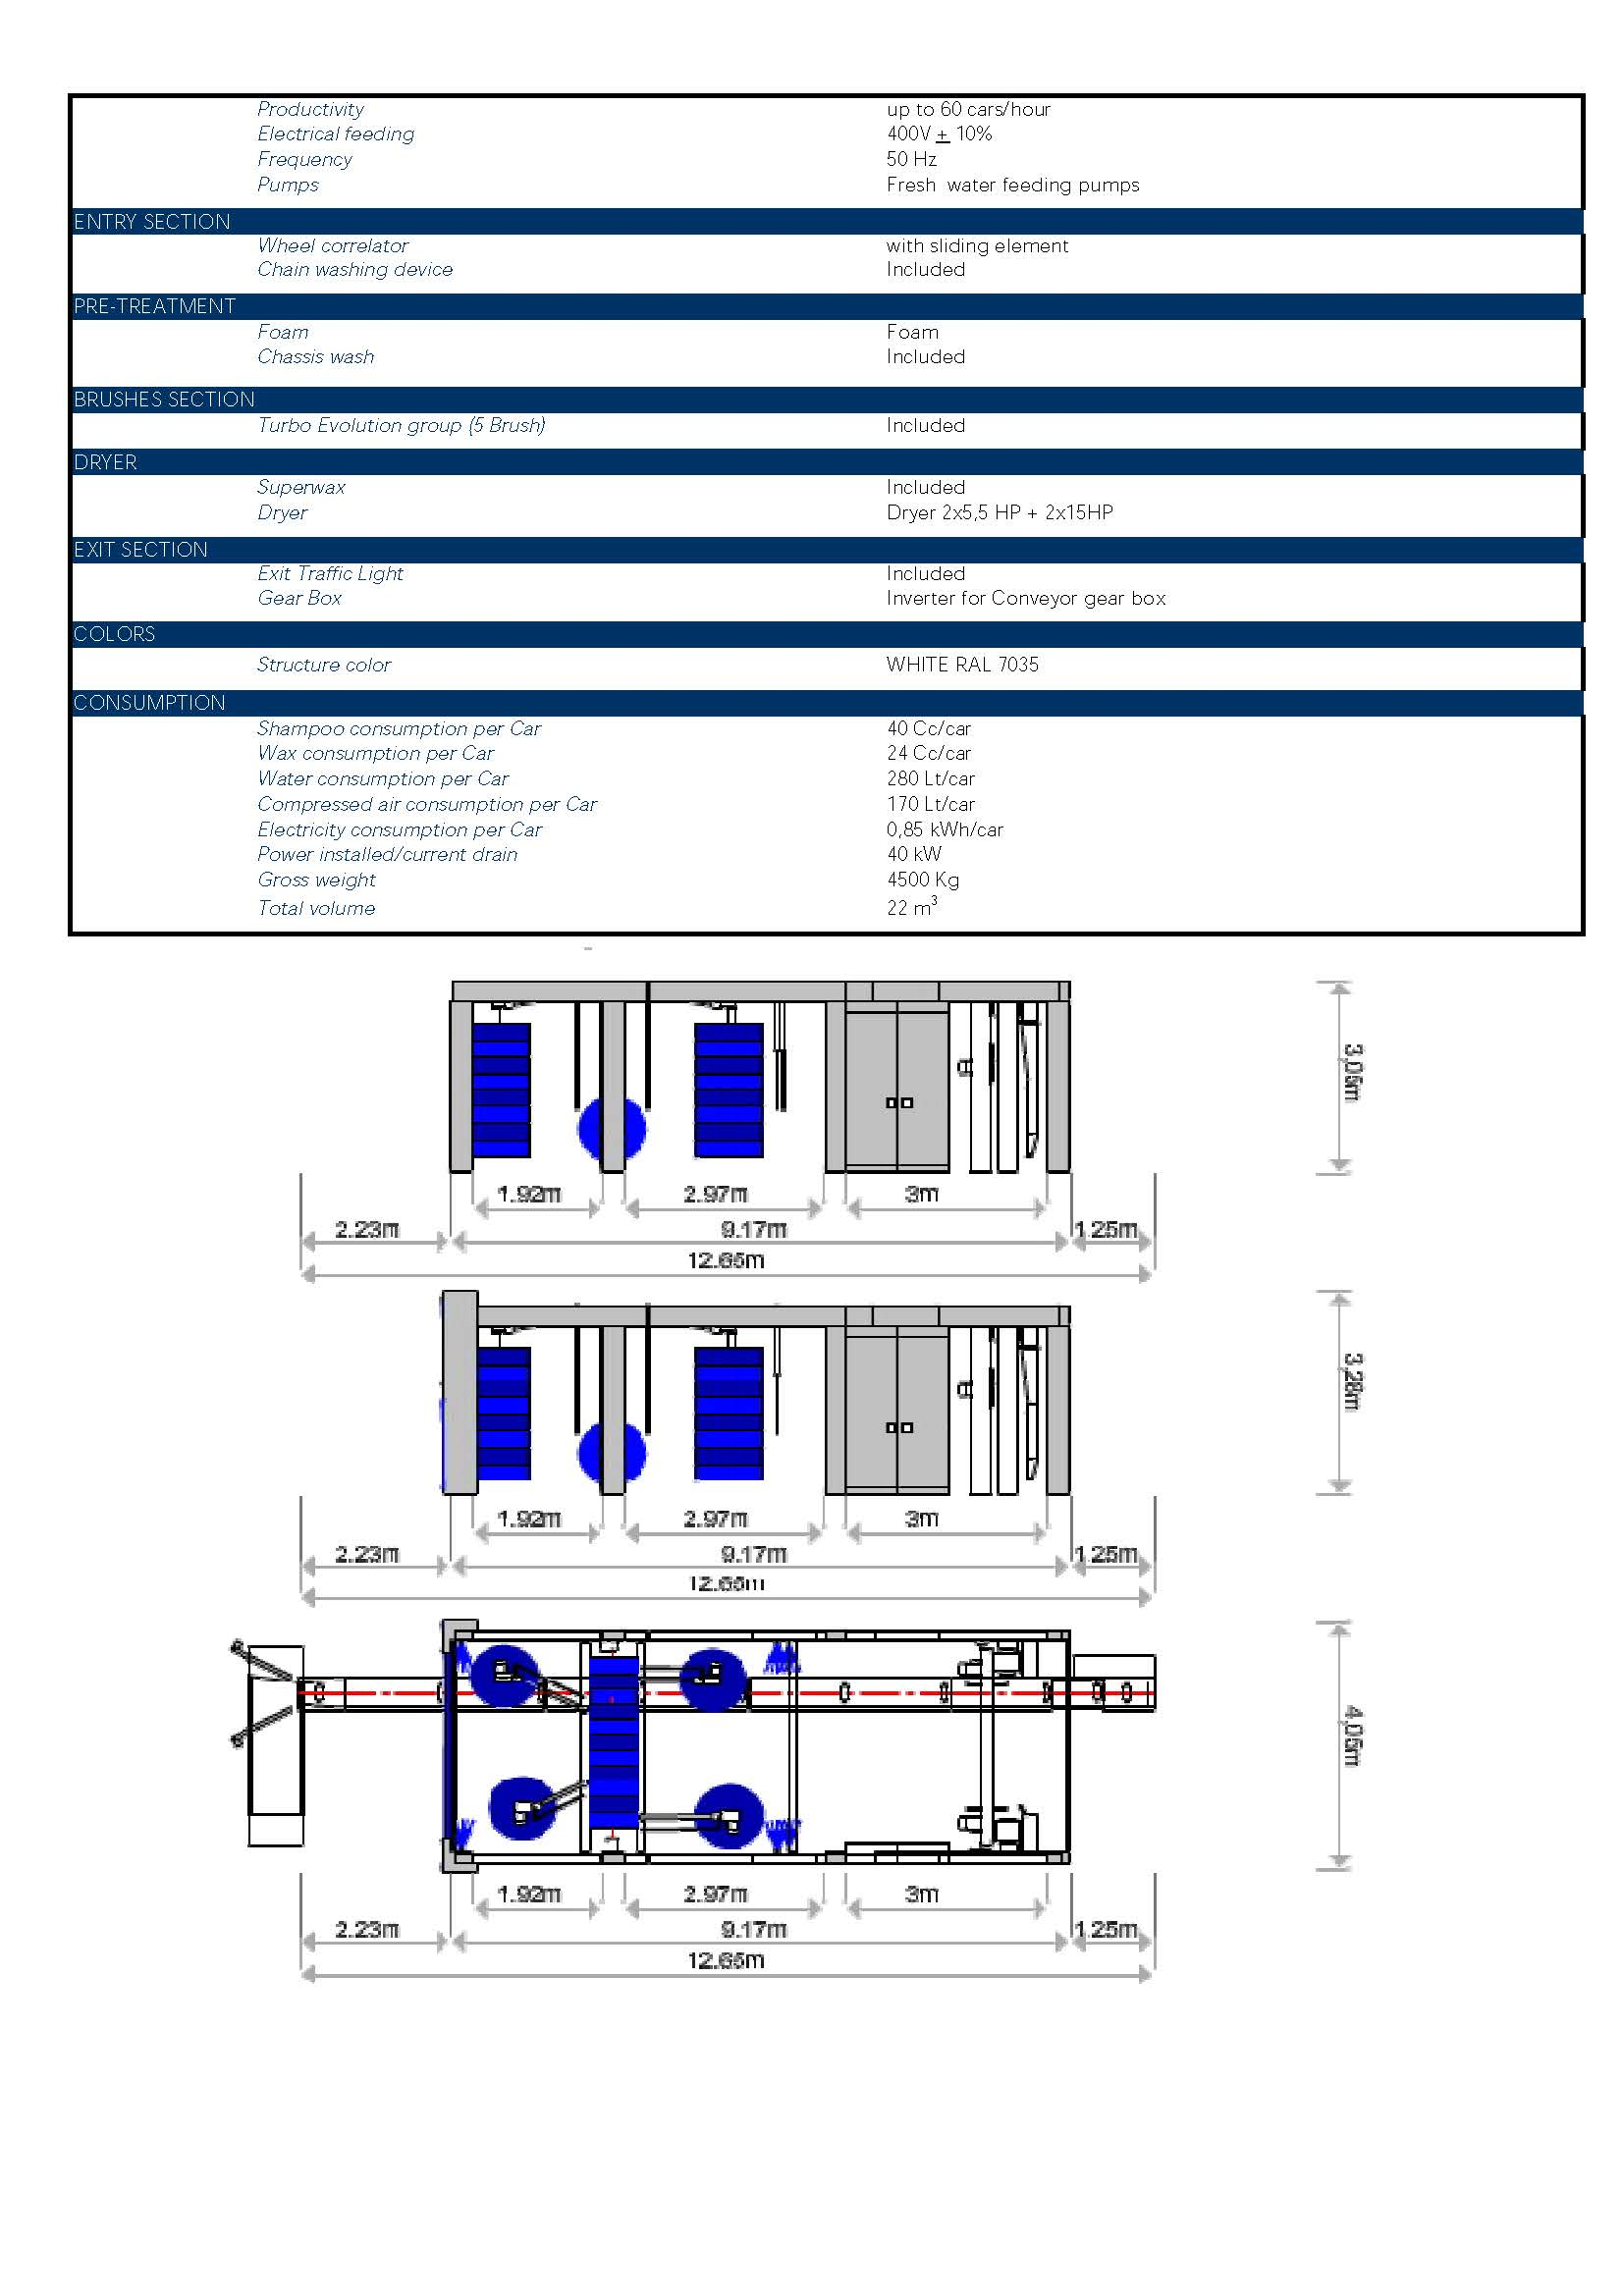 Productivity up to 60 cars/hour
Electrical feeding 400V ± 10%
Frequency 50 Hz
Pumps Fresh water feeding pumps
ENTRY SECTION
Wheel correlator with sliding element
Chain washing device Included
PRE-TREATMENT
Foam Foam
Chassis wash Included
BRUSHES SECTION
Turbo Evolution group (5 Brush) Included
DRYER
Superwax Included
Dryer Dryer 2x5,5 HP + 2x15HP
EXIT SECTION
Exit Traffic Light Included
Gear Box Inverter for Conveyor gear box
COLORS
Structure color WHITE RAL 7035
CONSUMPTION
Shampoo consumption per Car 40 Cc/car
Wax consumption per Car 24 Cc/car
Water consumption per Car 280 Lt/car
Compressed air consumption per Car 170 Lt/car
Electricity consumption per Car 0,85 kWh/car
Power installed/current drain 40 kW
Gross weight 4500 Kg
Total volume 22 m³
3,05m
1.92m 2.97m 3m
2.23m 9.17m 1.25m
12.65m
3,28m
1.92m 2.97m 3m
2.23m 9.17m 1.25m
12.65m
4,05m
1.92m 2.97m 3m
2.23m 9.17m 1.25m
12.65m